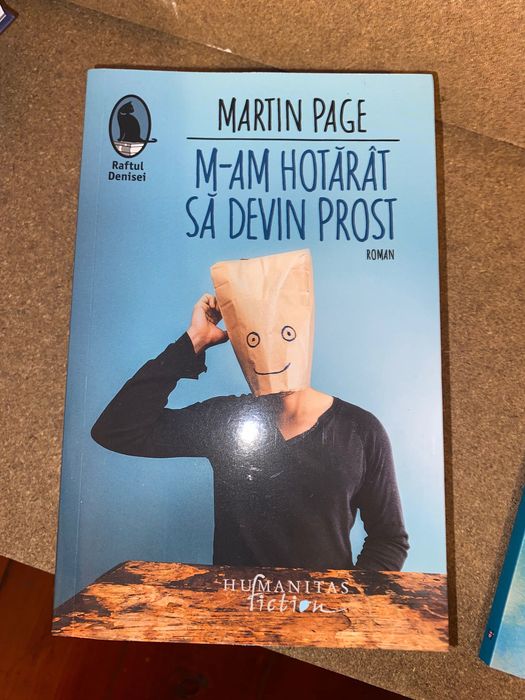 MARTIN PAGE
Raftul
Denisei
M-AM HOTĂRÂT
SĂ DEVIN PROST
ROMAN
HUMANITAS
fiction